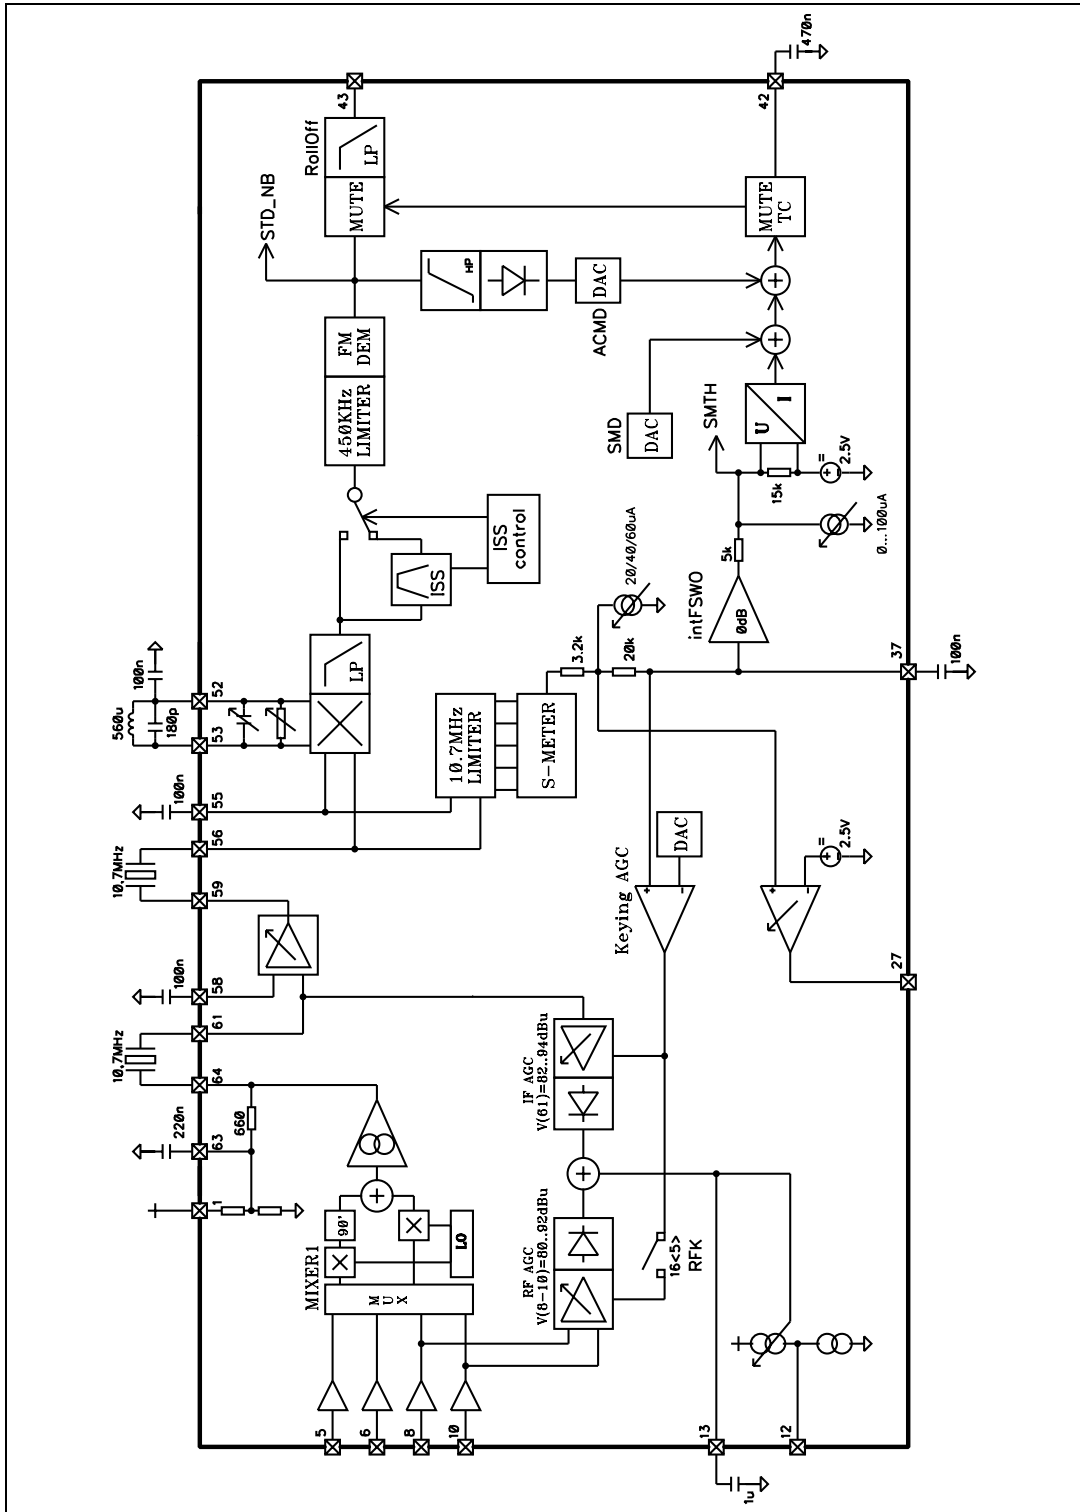 470n
43
42
RollOff
LP
MUTE
MUTE
TC
STD_NB
HP
DAC
ACMD
FM
DEM
450KHz
LIMITER
SMD
DAC
SMTH
U
I
15k
=
2.5V
ISS
control
ISS
5k
0...100uA
20/40/60uA
intFSWO
0dB
100n
560u
180p
52
53
LP
3.2k
20k
37
100n
10.7MHz
LIMITER
S-METER
100n
55
56
10.7MHz
59
DAC
Keying AGC
+
-
+
-
=
2.5V
27
100n
58
61
10.7MHz
64
IF AGC
V(61)=82..94dBu
220n
63
660
1
90'
MIXER1
LO
M
U
X
RF AGC
V(8-10)=80..92dBu
16<5>
RFK
5
6
8
10
13
12
1u